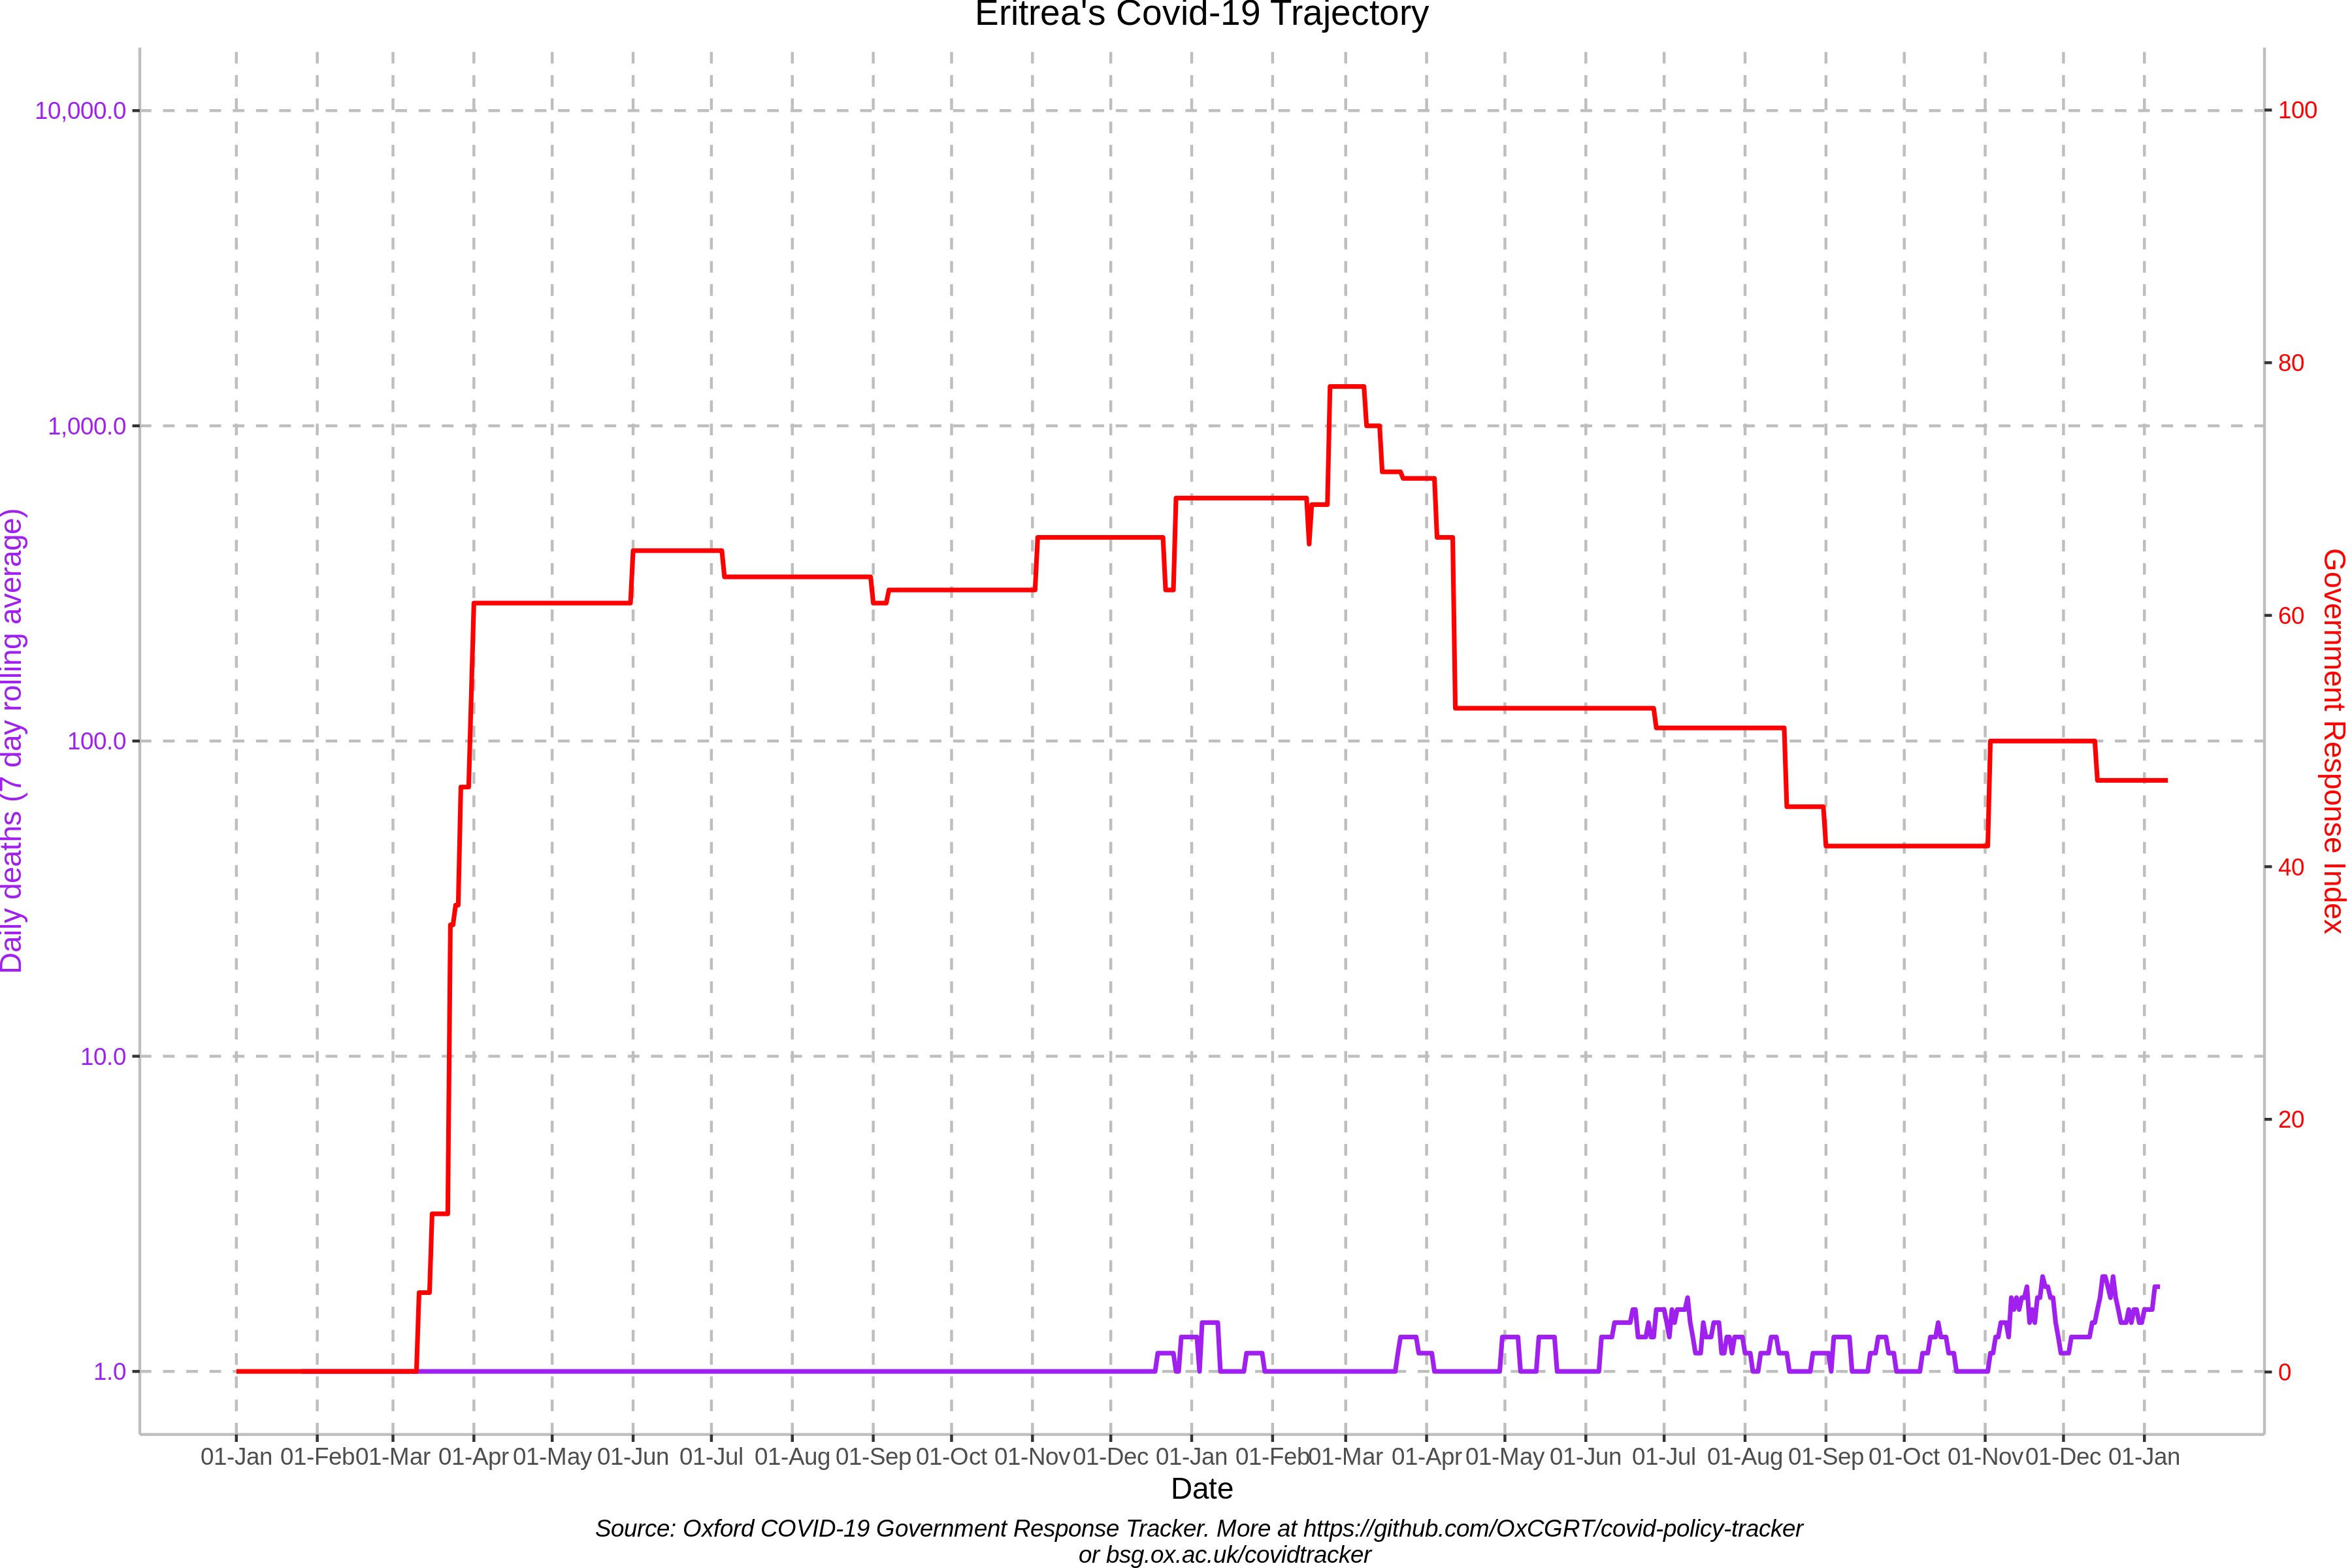 Eritrea's Covid-19 Trajectory
10,000.0
1,000.0
100.0
10.0
1.0
Daily deaths (7 day rolling average)
100
80
60
40
20
0
Government Response Index
01-Jan 01-Feb 01-Mar 01-Apr 01-May 01-Jun 01-Jul 01-Aug 01-Sep 01-Oct 01-Nov 01-Dec 01-Jan 01-Feb 01-Mar 01-Apr 01-May 01-Jun 01-Jul 01-Aug 01-Sep 01-Oct 01-Nov 01-Dec 01-Jan
Date
Source: Oxford COVID-19 Government Response Tracker. More at https://github.com/OxCGRT/covid-policy-tracker
or bsg.ox.ac.uk/covidtracker